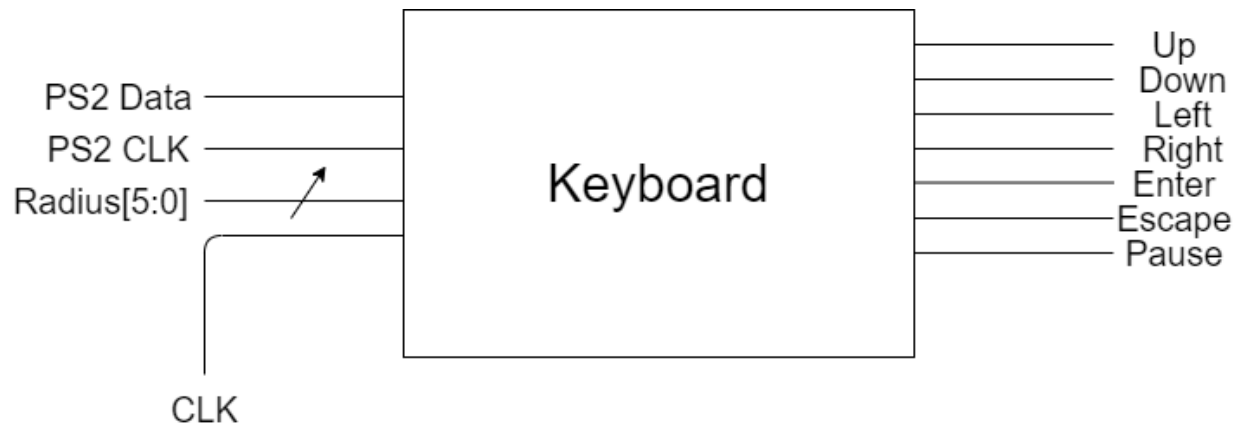 PS2 Data
PS2 CLK
Radius[5:0]
CLK
Keyboard
Up
Down
Left
Right
Enter
Escape
Pause